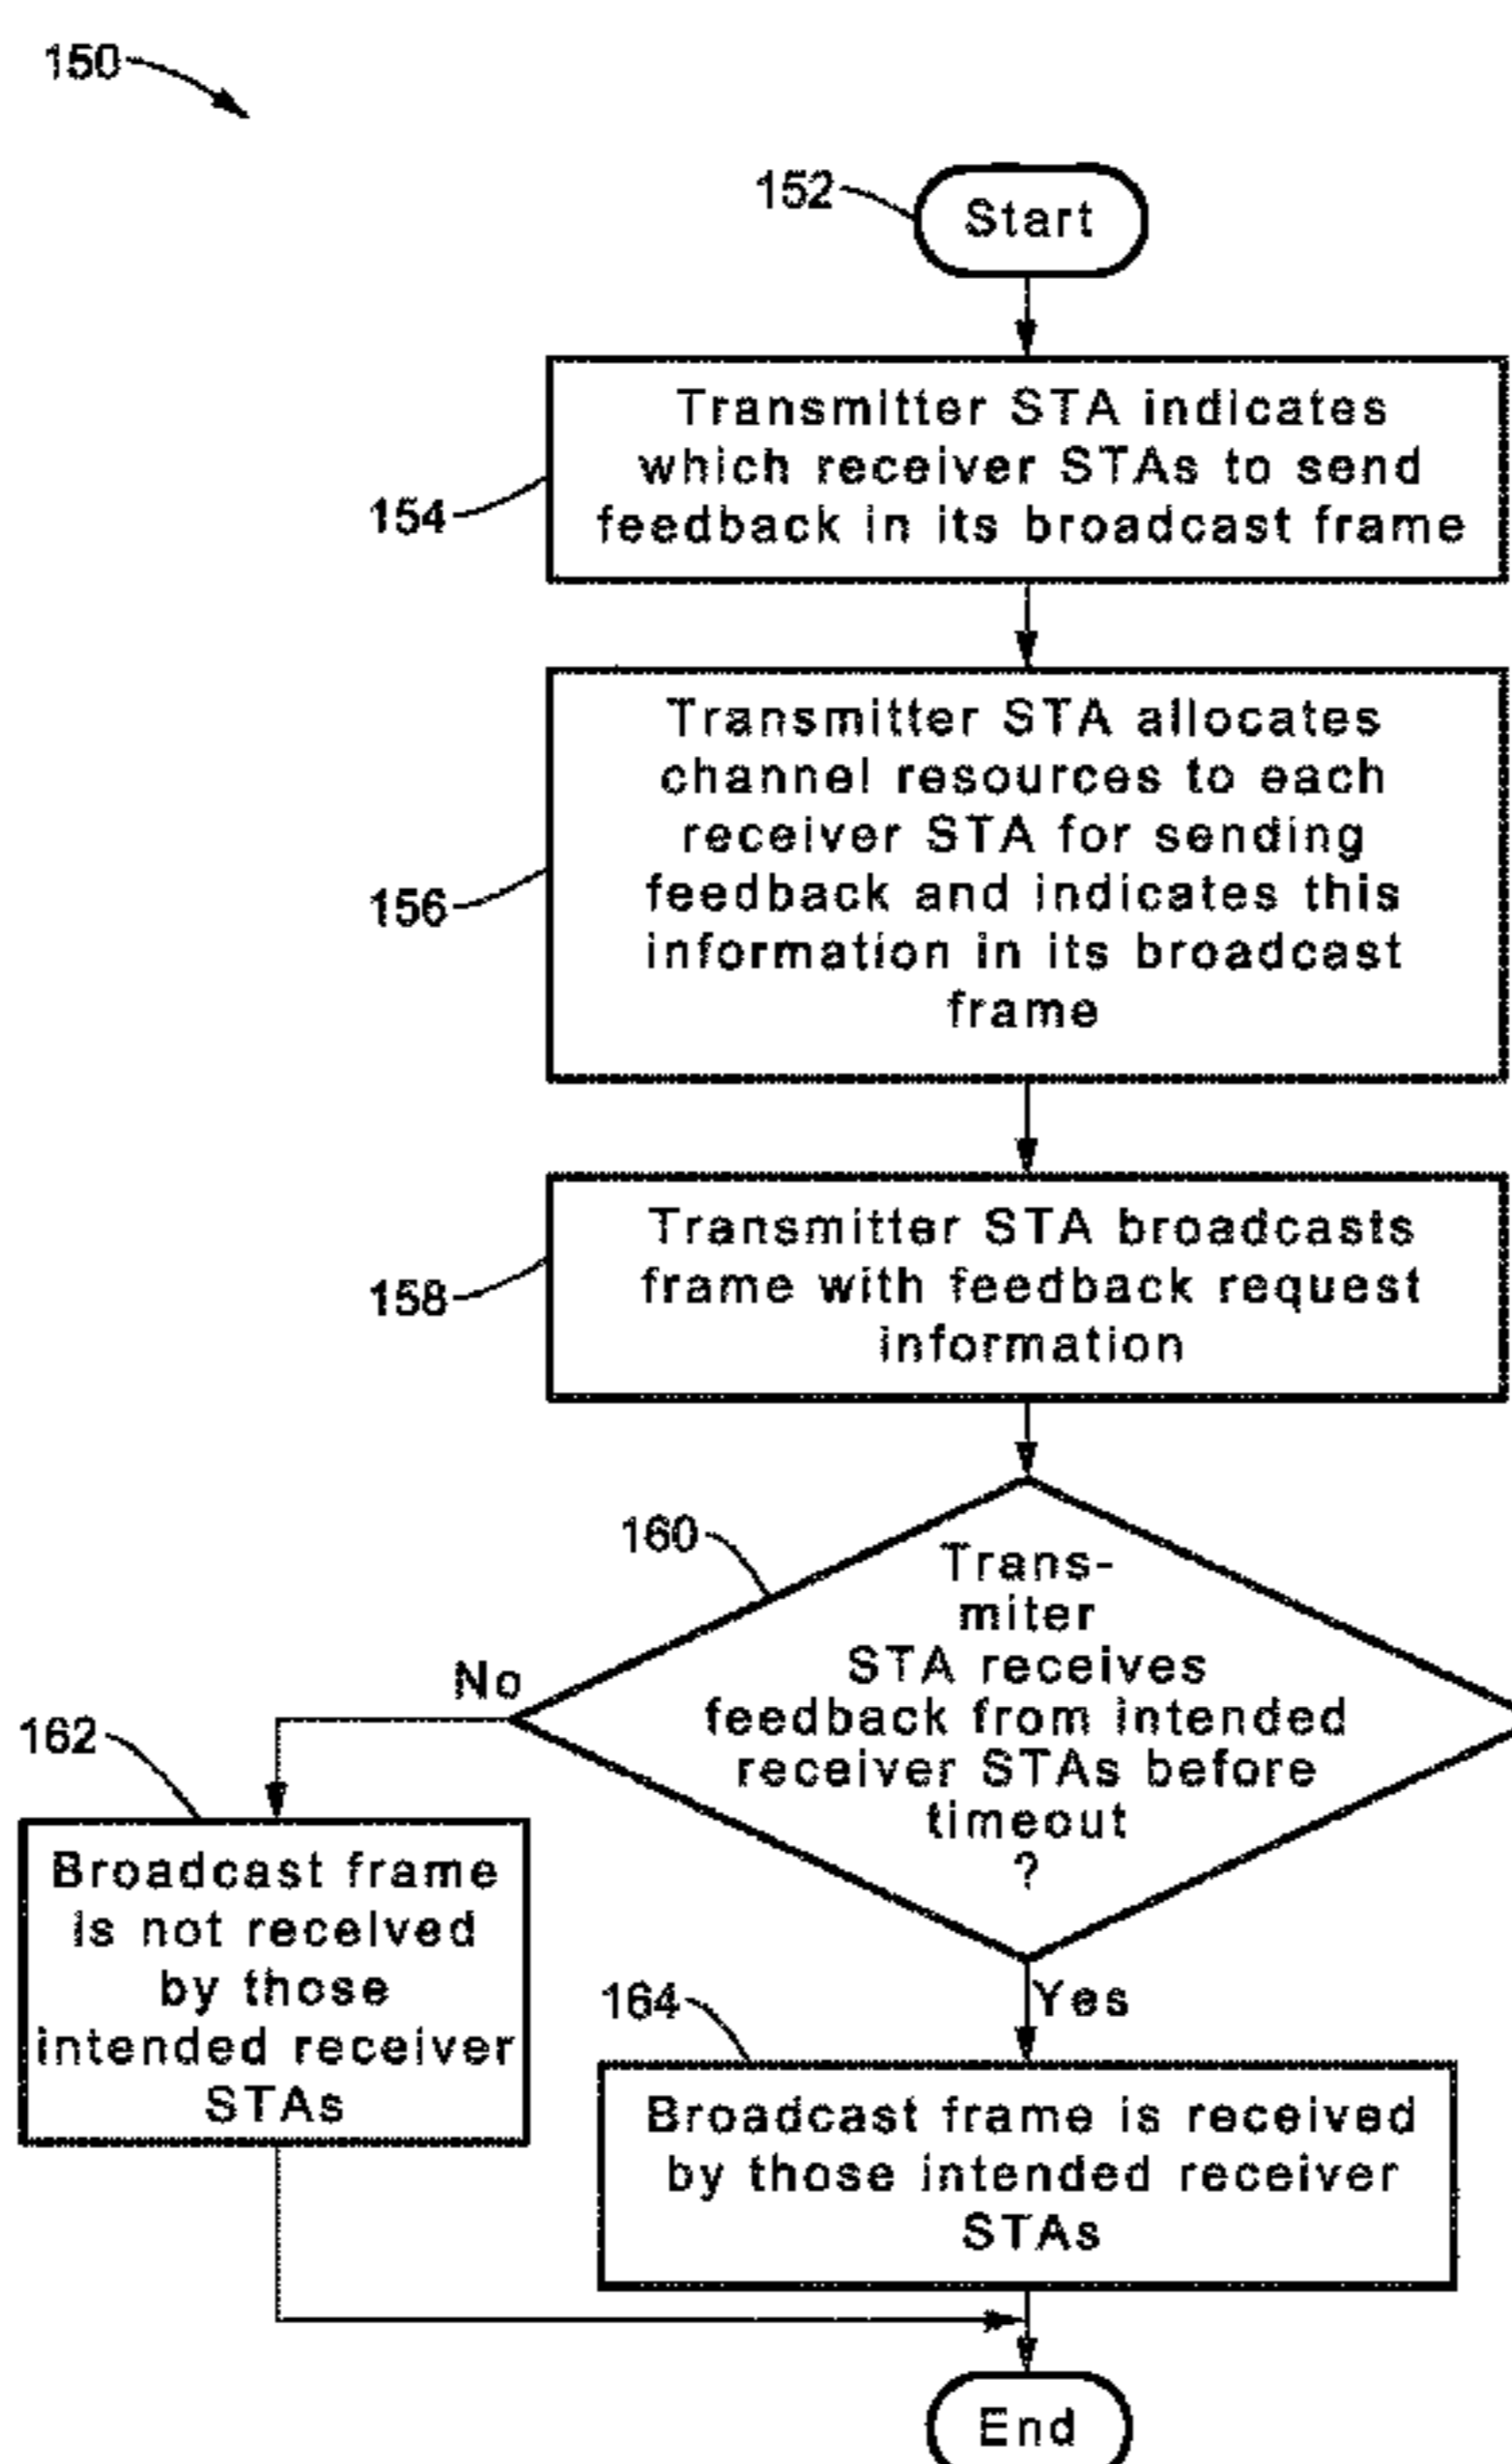 150
152
Start
Transmitter STA indicates
which receiver STAs to send
feedback in its broadcast frame
154
Transmitter STA allocates
channel resources to each
receiver STA for sending
feedback and indicates this
information in its broadcast
frame
156
Transmitter STA broadcasts
frame with feedback request
information
158
160
Trans-
miter
STA receives
feedback from intended
receiver STAs before
timeout
?
No
162
Broadcast frame
is not received
by those
intended receiver
STAs
Yes
164
Broadcast frame is received
by those intended receiver
STAs
End